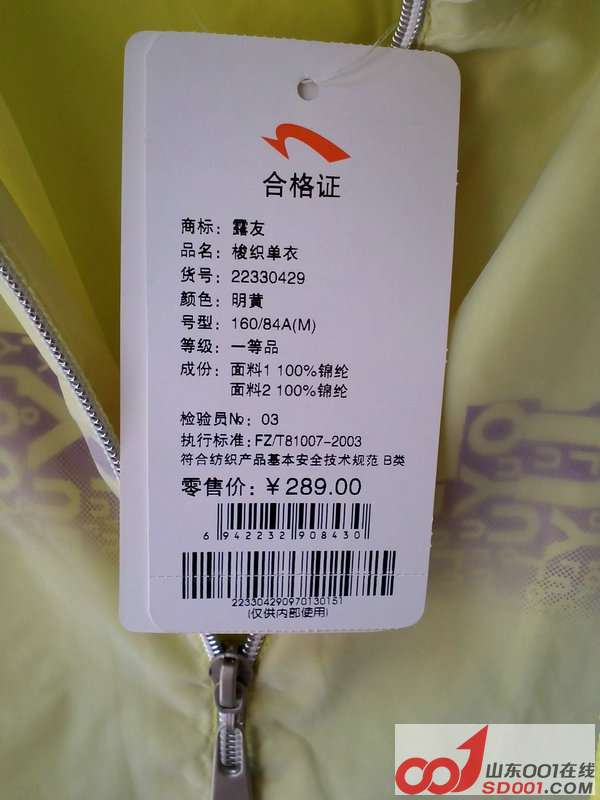 合格证
商标：露友
品名：梭织单衣
货号：22330429
颜色：明黄
号型：160/84A(M)
等级：一等品
成份：面料1 100%锦纶
面料2 100%锦纶
检验员№：03
执行标准：FZ/T81007-2003
符合纺织产品基本安全技术规范 B类
零售价：￥289.00
6 942232 908430
223304290970130151
(仅供内部使用)
山东001在线
SD001.COM